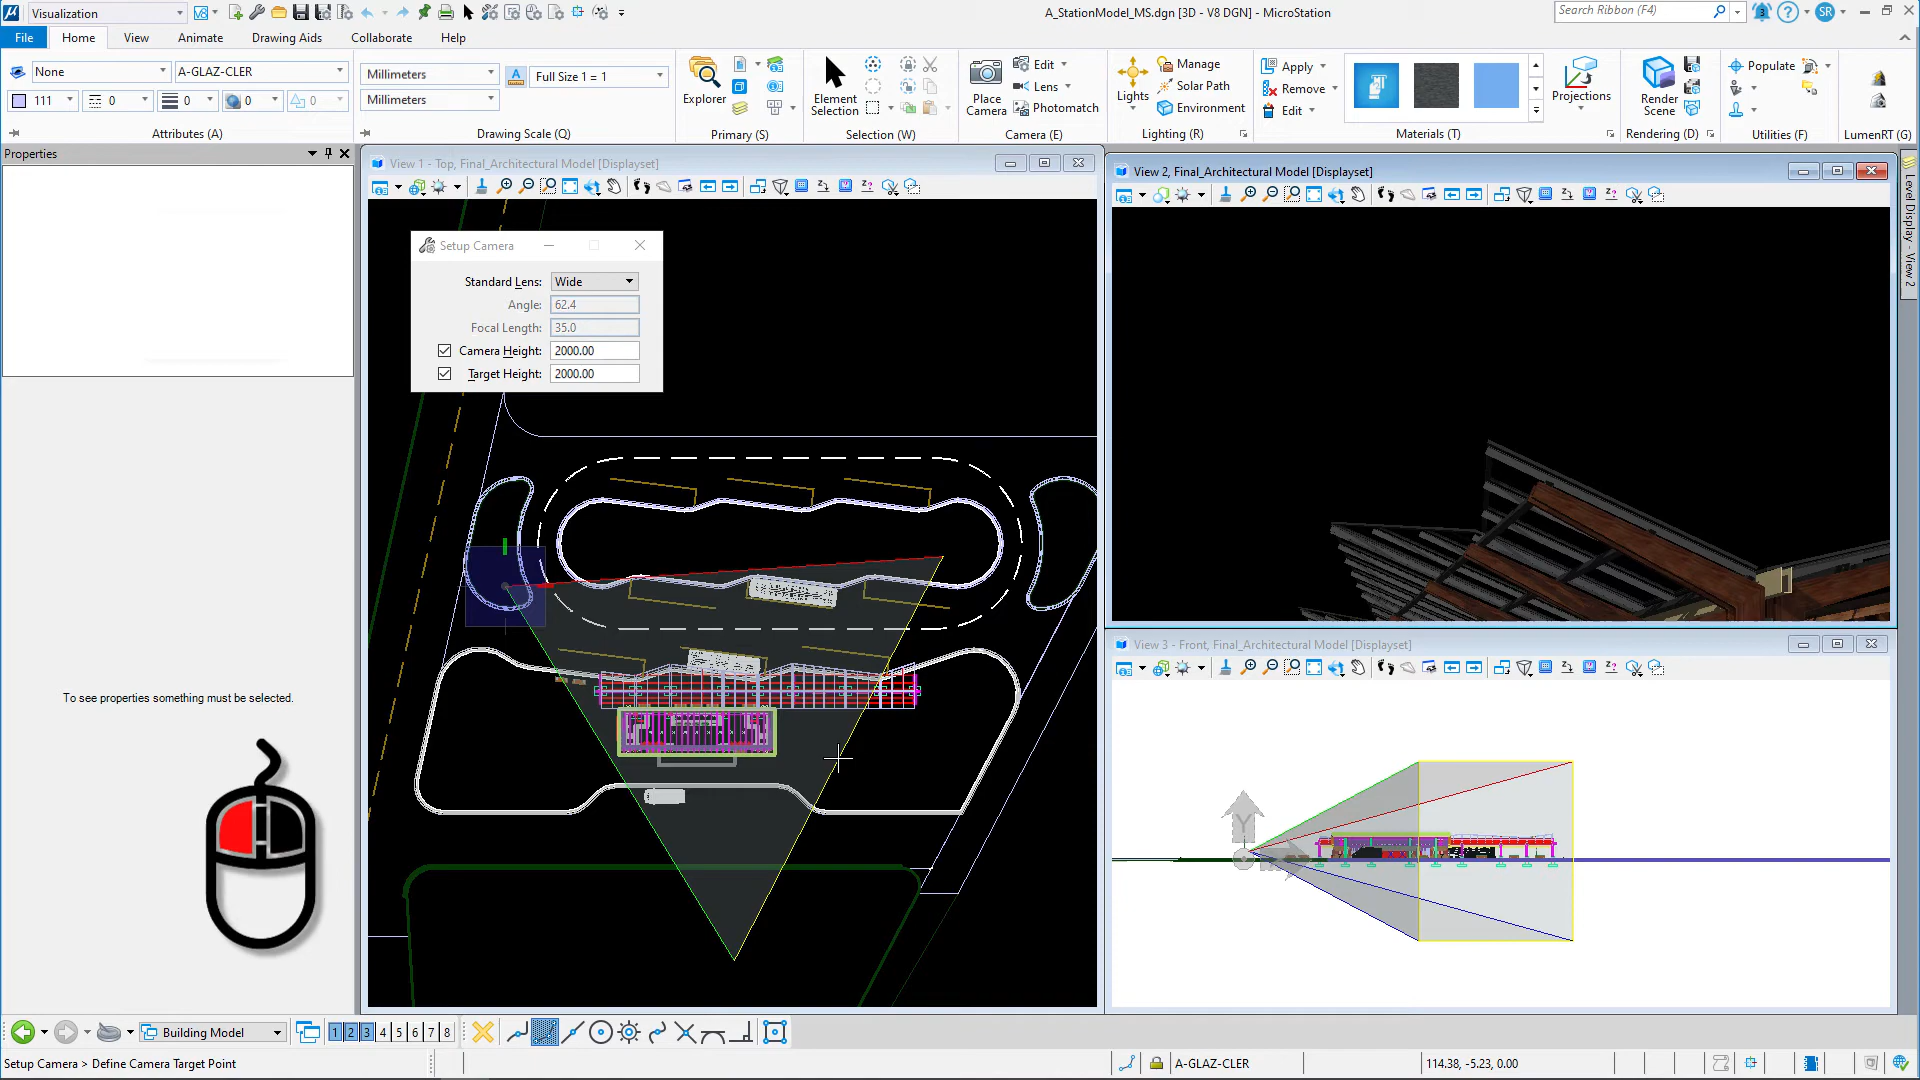 Visualization
A_StationModel_MS.dgn [3D - V8 DGN] - MicroStation
Search Ribbon (F4)
SR
File
Home
View
Animate
Drawing Aids
Collaborate
Help
None
A-GLAZ-CLER
111
0
0
0
0
Attributes (A)
Millimeters
Millimeters
Full Size 1 = 1
Drawing Scale (Q)
Explorer
Primary (S)
Element
Selection
Selection (W)
Place
Camera
Edit
Lens
Photomatch
Camera (E)
Lights
Manage
Solar Path
Environment
Lighting (R)
Apply
Remove
Edit
Materials (T)
Projections
Render
Scene
Rendering (D)
Populate
Utilities (F)
LumenRT (G)
Properties
To see properties something must be selected.
View 1 - Top, Final_Architectural Model [Displayset]
Setup Camera
Standard Lens: Wide
Angle: 62.4
Focal Length: 35.0
Camera Height: 2000.00
Target Height: 2000.00
View 2, Final_Architectural Model [Displayset]
Level Display - View 2
View 3 - Front, Final_Architectural Model [Displayset]
Y
Building Model
1 2 3 4 5 6 7 8
Setup Camera > Define Camera Target Point
A-GLAZ-CLER
114.38, -5.23, 0.00